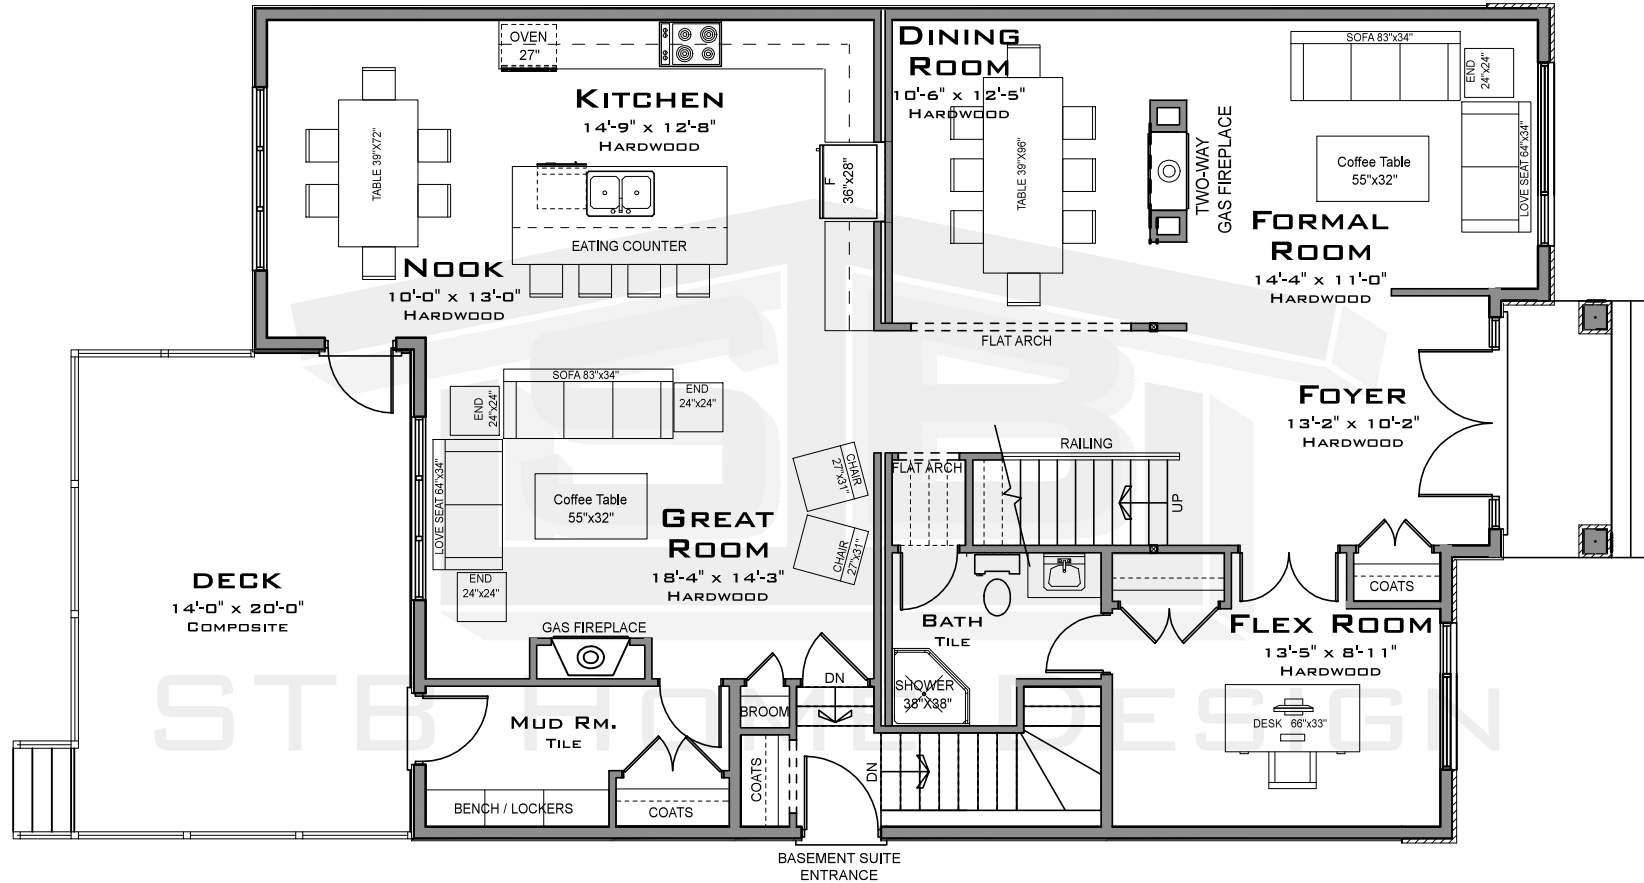 OVEN
27"
KITCHEN
14'-9" x 12'-8"
HARDWOOD
TABLE 39"X72"
F
36"x28"
EATING COUNTER
NOOK
10'-0" x 13'-0"
HARDWOOD
DINING
ROOM
10'-6" x 12'-5"
HARDWOOD
TABLE 39"X96"
TWO-WAY
GAS FIREPLACE
SOFA 83"x34"
END
24"x24"
LOVE SEAT 64"x34"
Coffee Table
55"x32"
FORMAL
ROOM
14'-4" x 11'-0"
HARDWOOD
FLAT ARCH
FOYER
13'-2" x 10'-2"
HARDWOOD
SOFA 83"x34"
END
24"x24"
END
24"x24"
LOVE SEAT 64"x34"
Coffee Table
55"x32"
CHAIR
27"x31"
CHAIR
27"x31"
GREAT
ROOM
18'-4" x 14'-3"
HARDWOOD
END
24"x24"
GAS FIREPLACE
FLAT ARCH
RAILING
UP
DECK
14'-0" x 20'-0"
COMPOSITE
BATH
TILE
SHOWER
38"X38"
COATS
FLEX ROOM
13'-5" x 8'-11"
HARDWOOD
DESK 66"x33"
MUD RM.
TILE
BROOM
DN
DN
COATS
BENCH / LOCKERS
COATS
BASEMENT SUITE
ENTRANCE
STB
STB HOME DESIGN